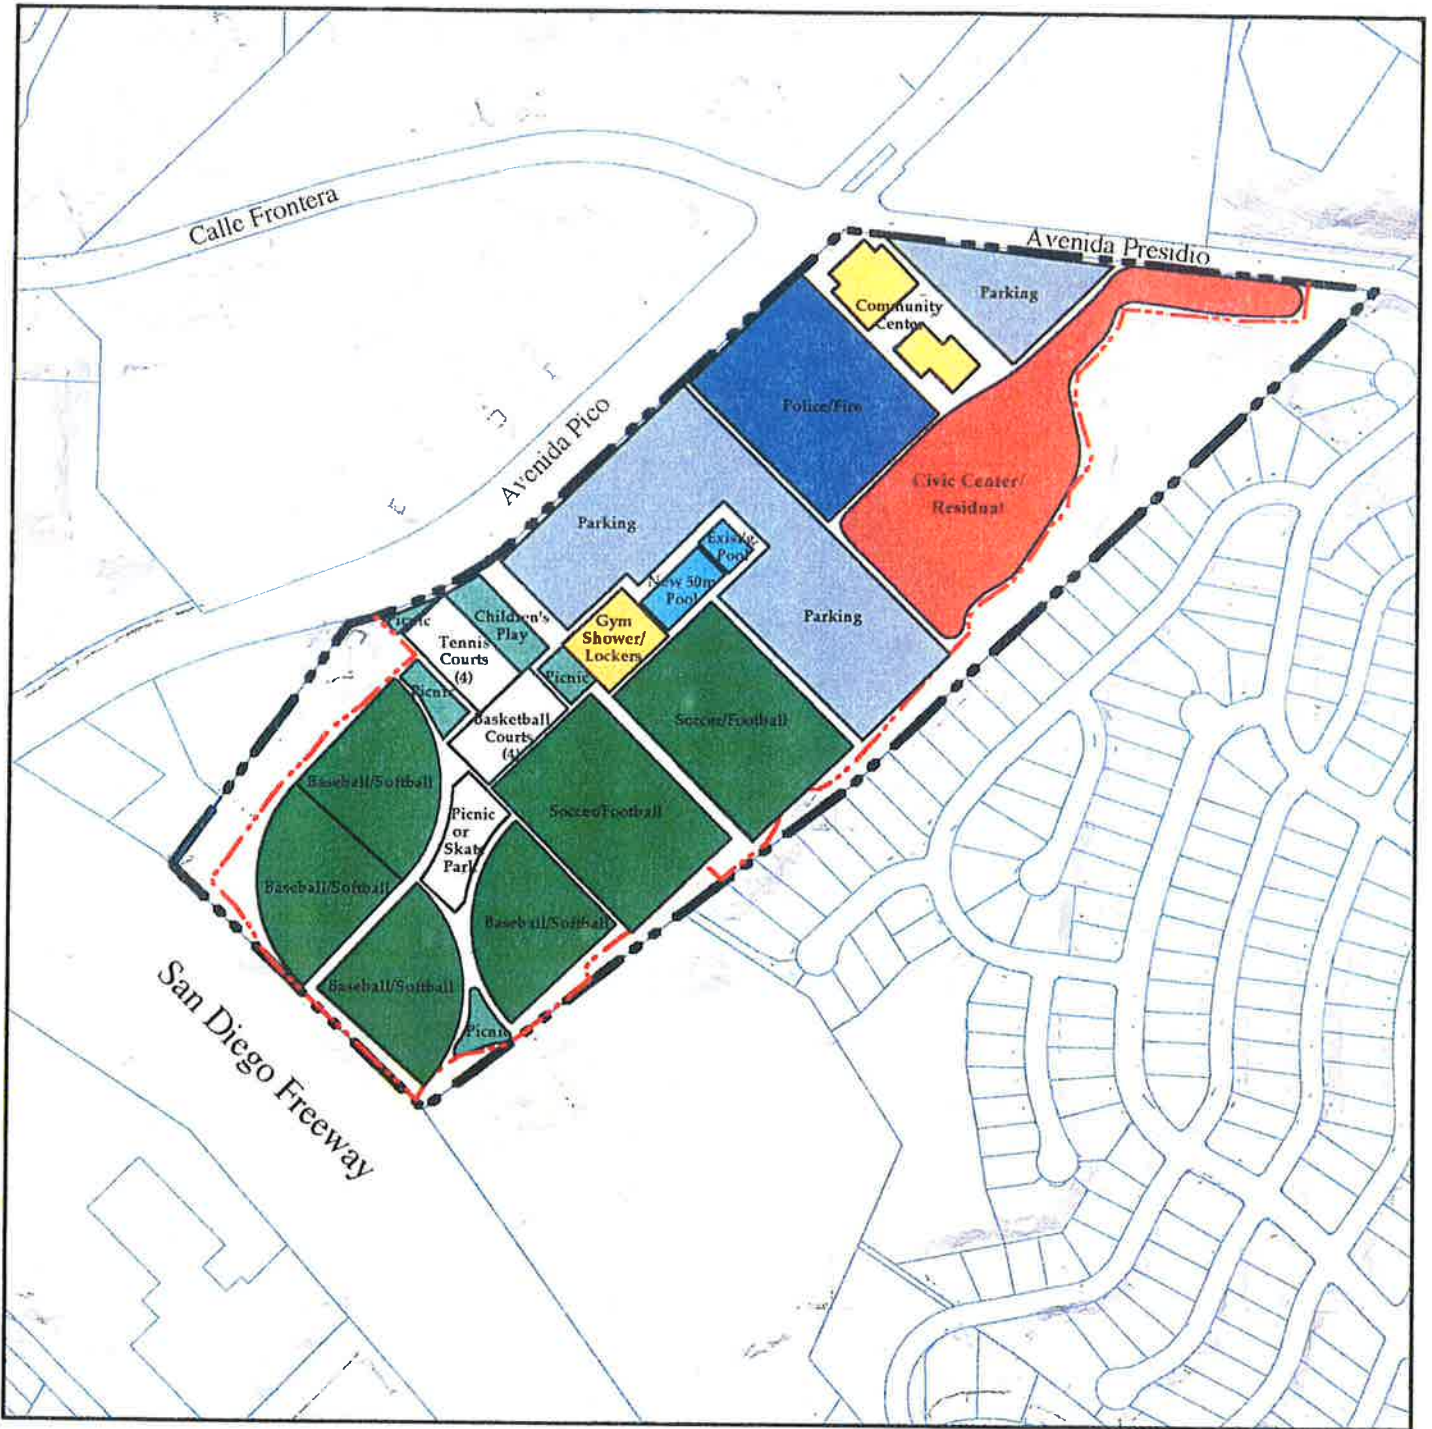 Calle Frontera
Avenida Presidio
Parking
Community
Center
Police/Fire
Avenida Pico
Civic Center/
Residual
Parking
Exist'g.
Pool
New 50m
Pool
Gym
Shower/
Lockers
Parking
Children's
Play
Picnic
Tennis
Courts
(4)
Picnic
Picnic
Basketball
Courts
(4)
Soccer/Football
Soccer/Football
Baseball/Softball
Picnic
or
Skate
Park
Baseball/Softball
Baseball/Softball
Baseball/Softball
Picnic
San Diego Freeway